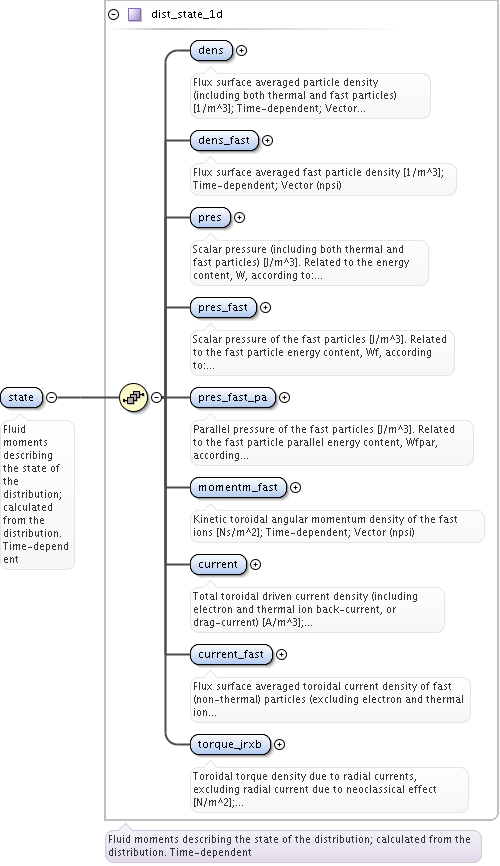 dist_state_1d
dens
Flux surface averaged particle density
(including both thermal and fast particles)
[1/m^3]; Time-dependent; Vector...
dens_fast
Flux surface averaged fast particle density [1/m^3];
Time-dependent; Vector (npsi)
pres
Scalar pressure (including both thermal and
fast particles) [J/m^3]. Related to the energy
content, W, according to:...
pres_fast
Scalar pressure of the fast particles [J/m^3]. Related
to the fast particle energy content, Wf, according
to:...
state
Fluid
moments
describing
the state of
the
distribution;
calculated
from the
distribution.
Time-depend
ent
pres_fast_pa
Parallel pressure of the fast particles [J/m^3]. Related
to the fast particle parallel energy content, Wfpar,
according...
momentm_fast
Kinetic toroidal angular momentum density of the fast
ions [Ns/m^2]; Time-dependent; Vector (npsi)
current
Total toroidal driven current density (including
electron and thermal ion back-current, or
drag-current) [A/m^3];...
current_fast
Flux surface averaged toroidal current density of fast
(non-thermal) particles (excluding electron and thermal
ion...
torque_jrxb
Toroidal torque density due to radial currents,
excluding radial current due to neoclassical effect
[N/m^2];...
Fluid moments describing the state of the distribution; calculated from the
distribution. Time-dependent